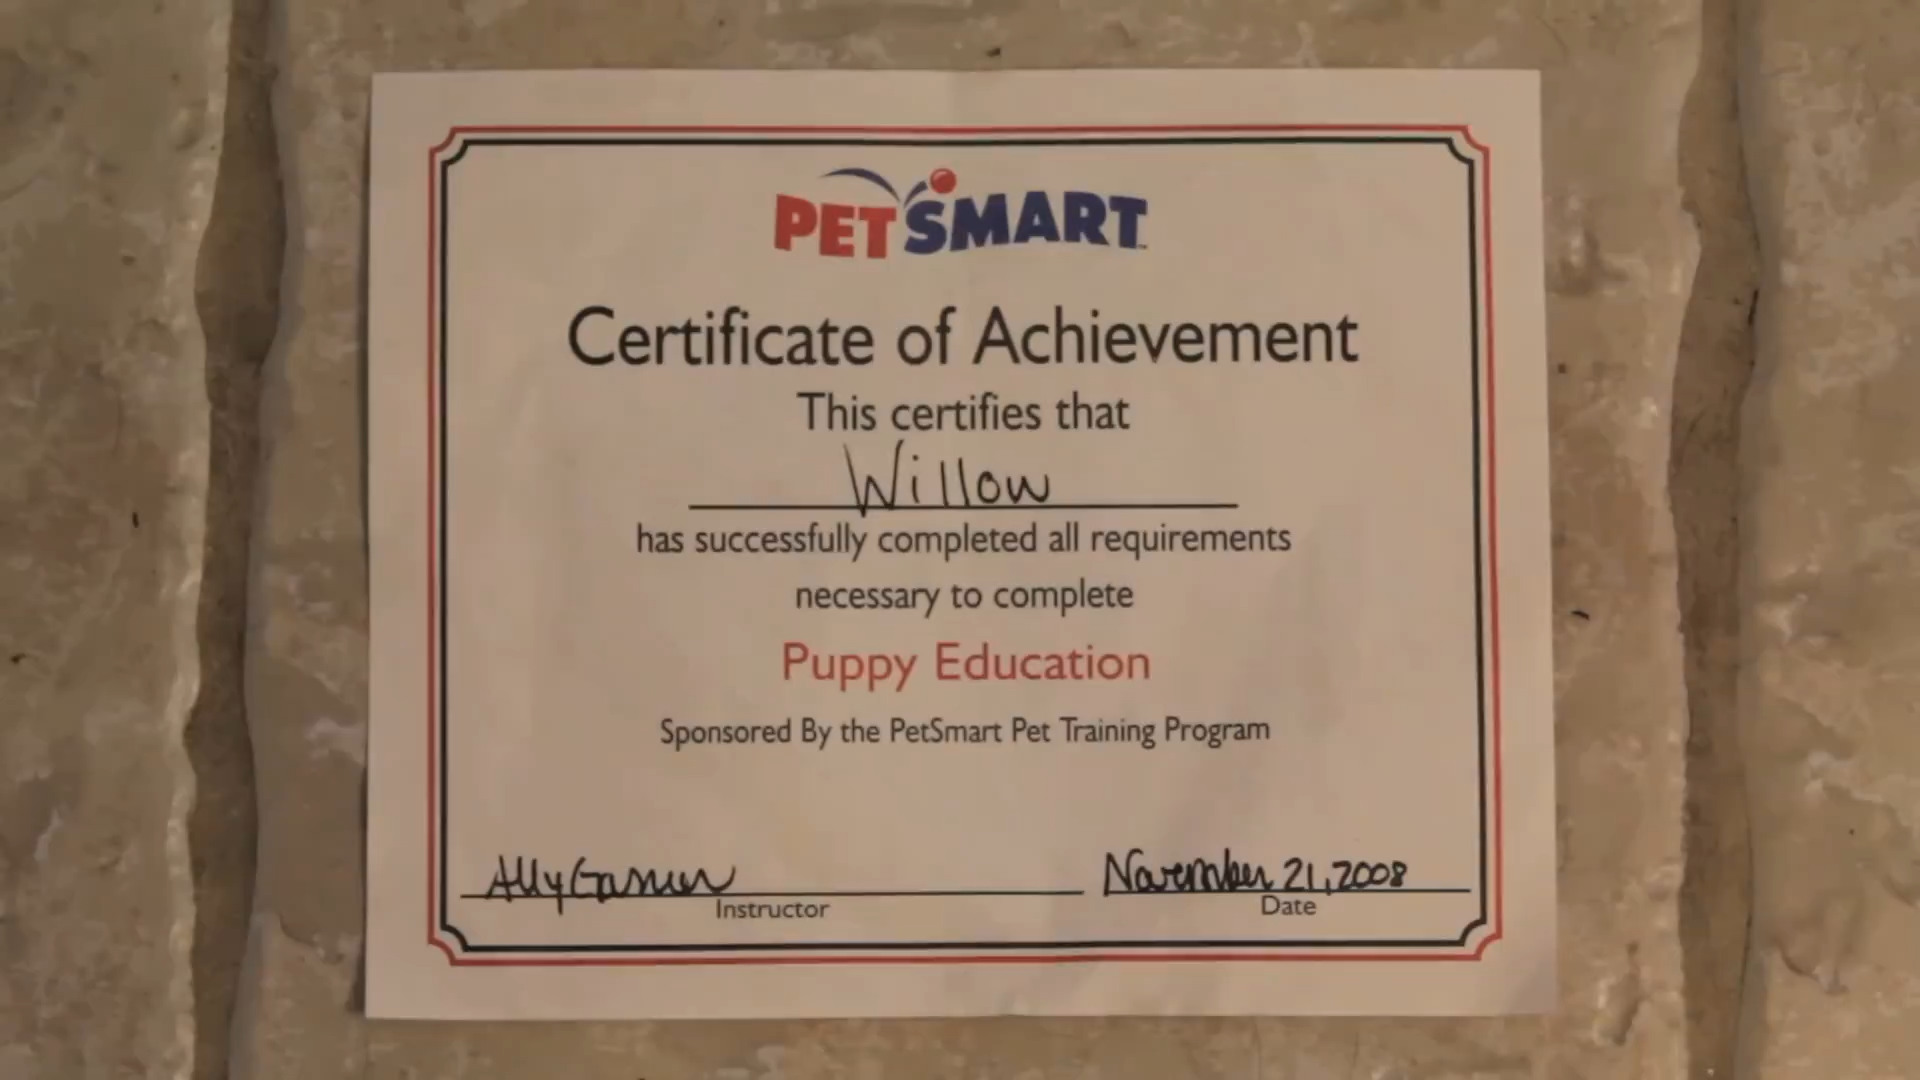 PETSMART
Certificate of Achievement
This certifies that
Willow
has successfully completed all requirements
necessary to complete
Puppy Education
Sponsored By the PetSmart Pet Training Program
Ally November 21, 2008
Instructor Date